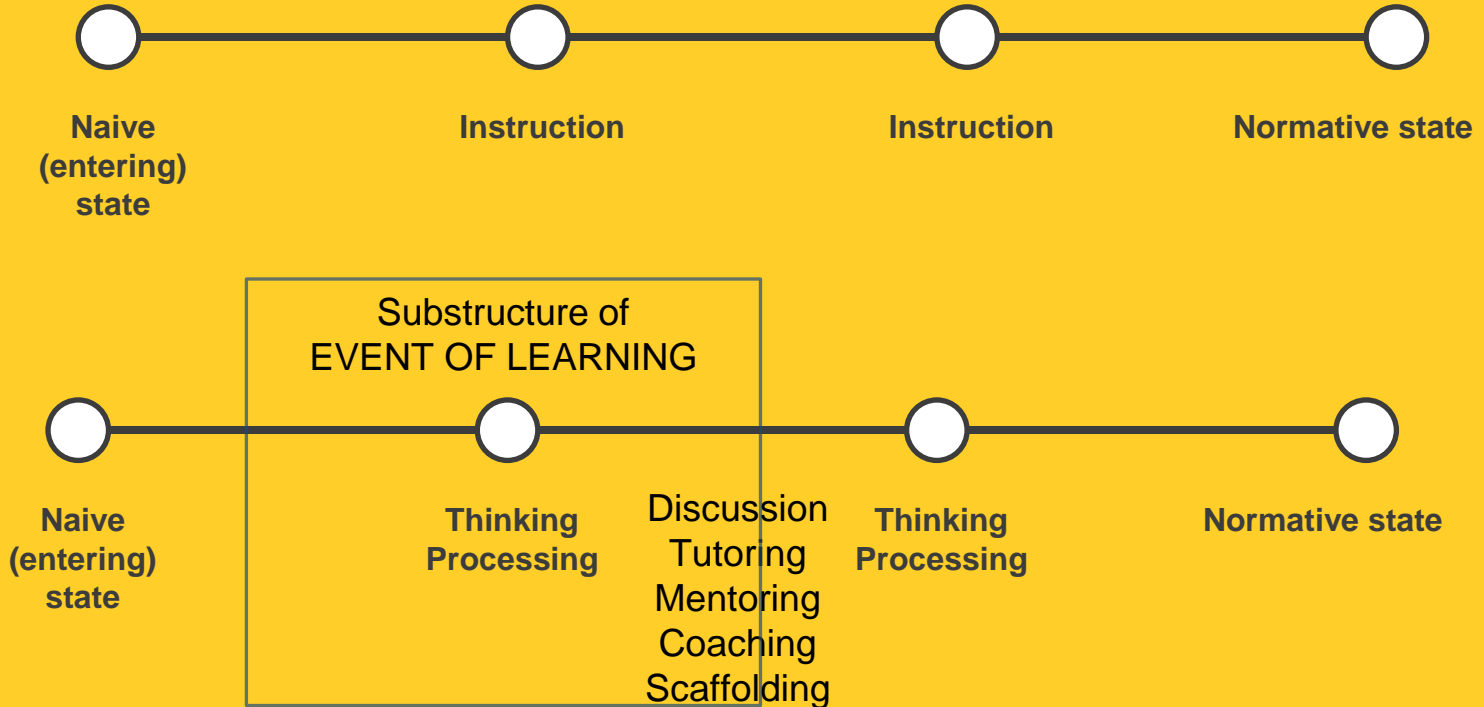 Naive
(entering)
state
Instruction
Instruction
Normative state
Substructure of
EVENT OF LEARNING
Naive
(entering)
state
Thinking
Processing
Discussion
Tutoring
Mentoring
Coaching
Scaffolding
Thinking
Processing
Normative state